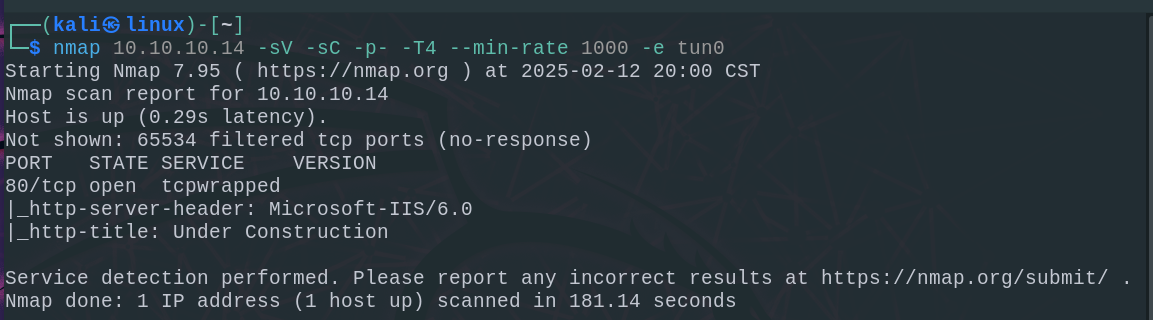 ┌──(kali㉿linux)-[~]
└─$ nmap 10.10.10.14 -sV -sC -p- -T4 --min-rate 1000 -e tun0
Starting Nmap 7.95 ( https://nmap.org ) at 2025-02-12 20:00 CST
Nmap scan report for 10.10.10.14
Host is up (0.29s latency).
Not shown: 65534 filtered tcp ports (no-response)
PORT   STATE SERVICE    VERSION
80/tcp open  tcpwrapped
|_http-server-header: Microsoft-IIS/6.0
|_http-title: Under Construction

Service detection performed. Please report any incorrect results at https://nmap.org/submit/ .
Nmap done: 1 IP address (1 host up) scanned in 181.14 seconds